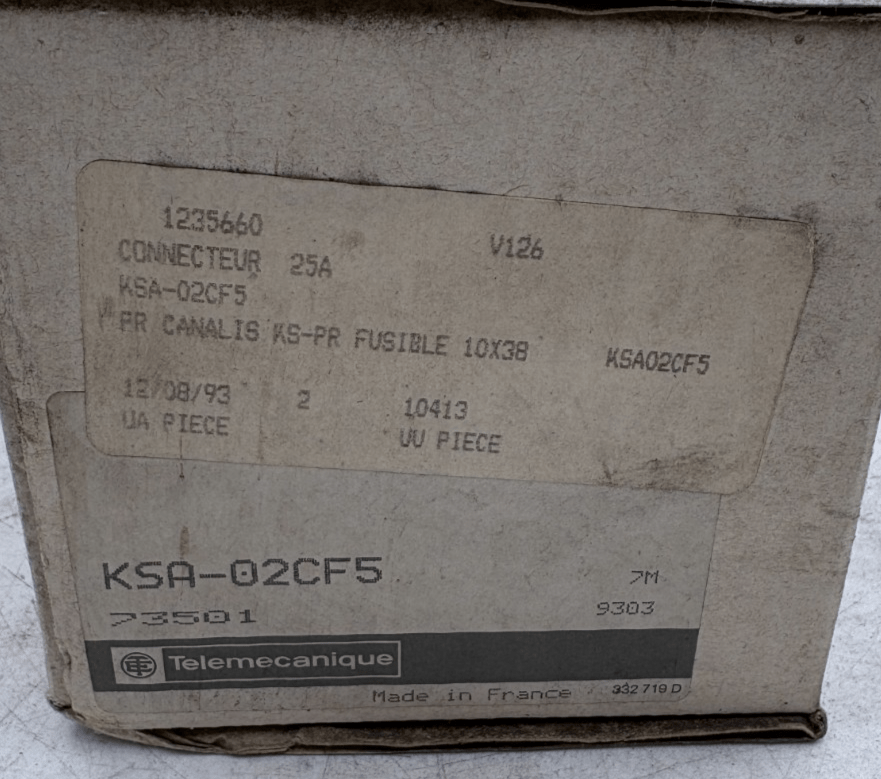 1235660 V126
CONNECTEUR 25A
KSA-02CF5
PR CANALIS KS-PR FUSIBLE 10X38 KSA02CF5
12/08/93 2 10413
UA PIECE UV PIECE
KSA-02CF5 7M
73501 9303
Telemecanique
Made in France 332 719 D